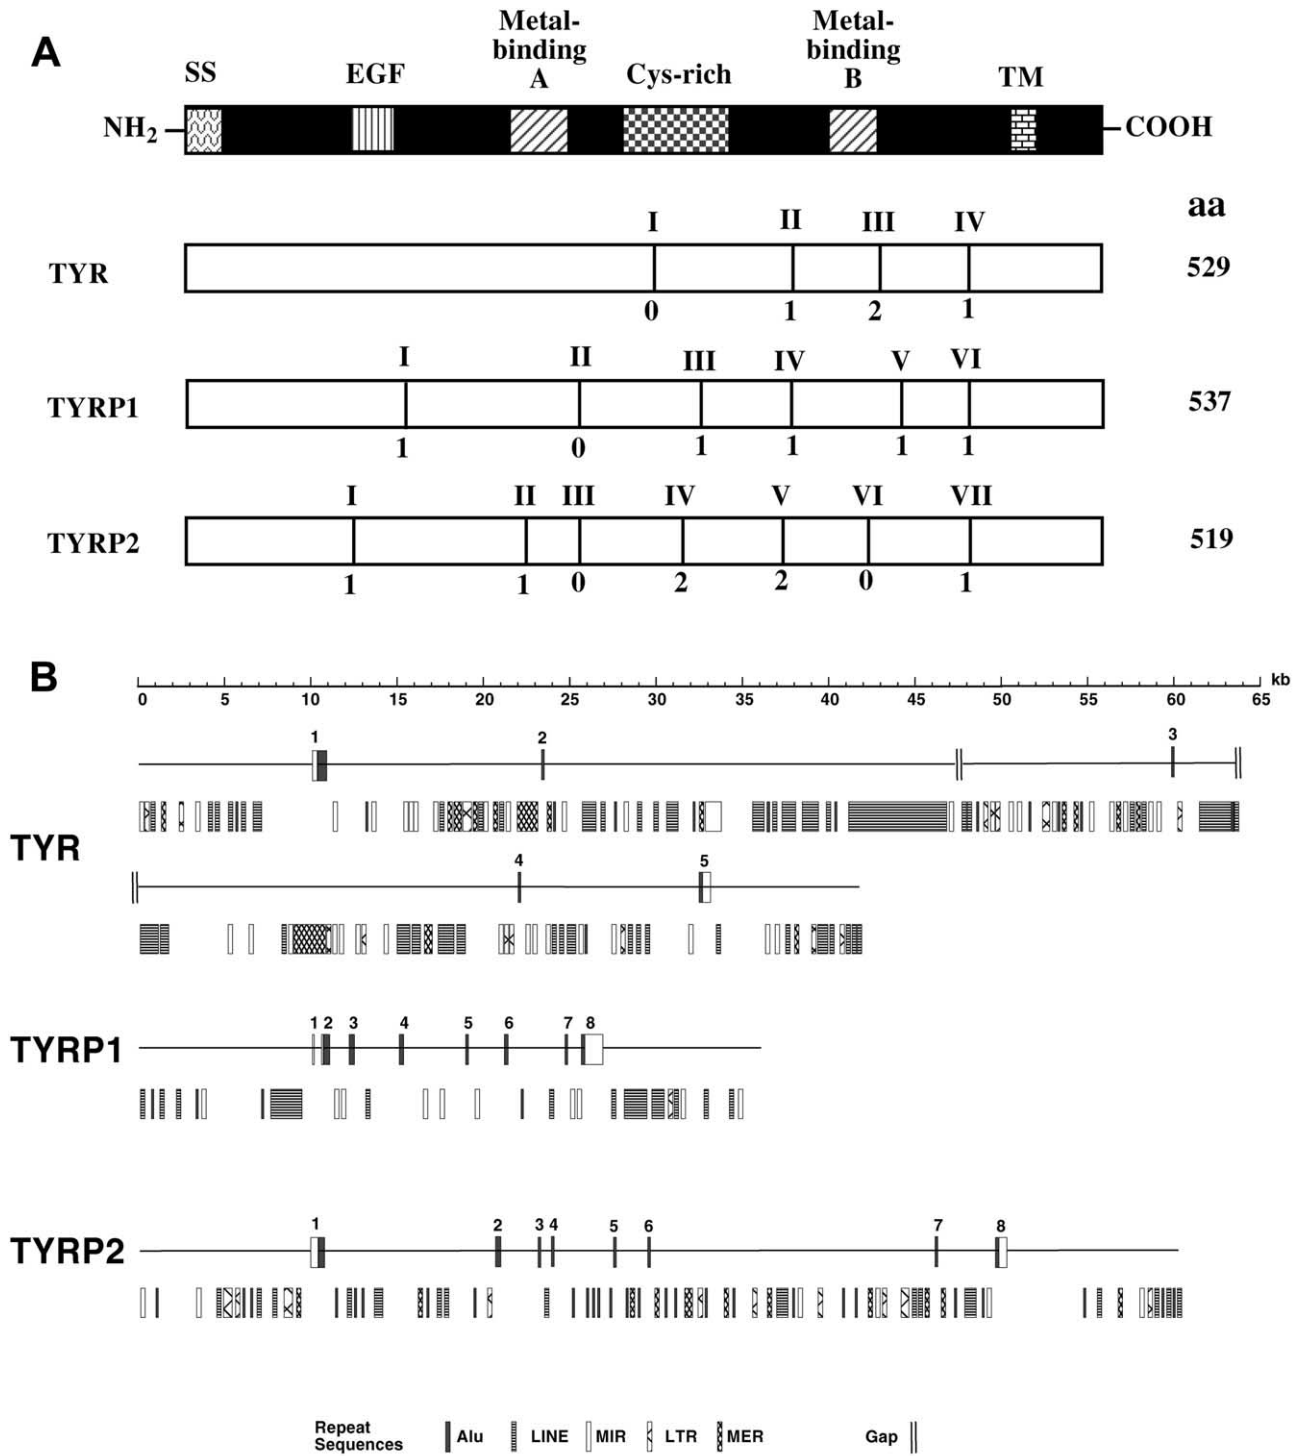 A
SS EGF Metal-binding A Cys-rich Metal-binding B TM
NH2 COOH
aa
I II III IV
TYR 529
0 1 2 1
I II III IV V VI
TYRP1 537
1 0 1 1 1 1
I II III IV V VI VII
TYRP2 519
1 1 0 2 2 0 1
B
0 5 10 15 20 25 30 35 40 45 50 55 60 65 kb
1 2 3
TYR
4 5
1 2 3 4 5 6 7 8
TYRP1
1 2 3 4 5 6 7 8
TYRP2
Repeat Sequences Alu LINE MIR LTR MER Gap